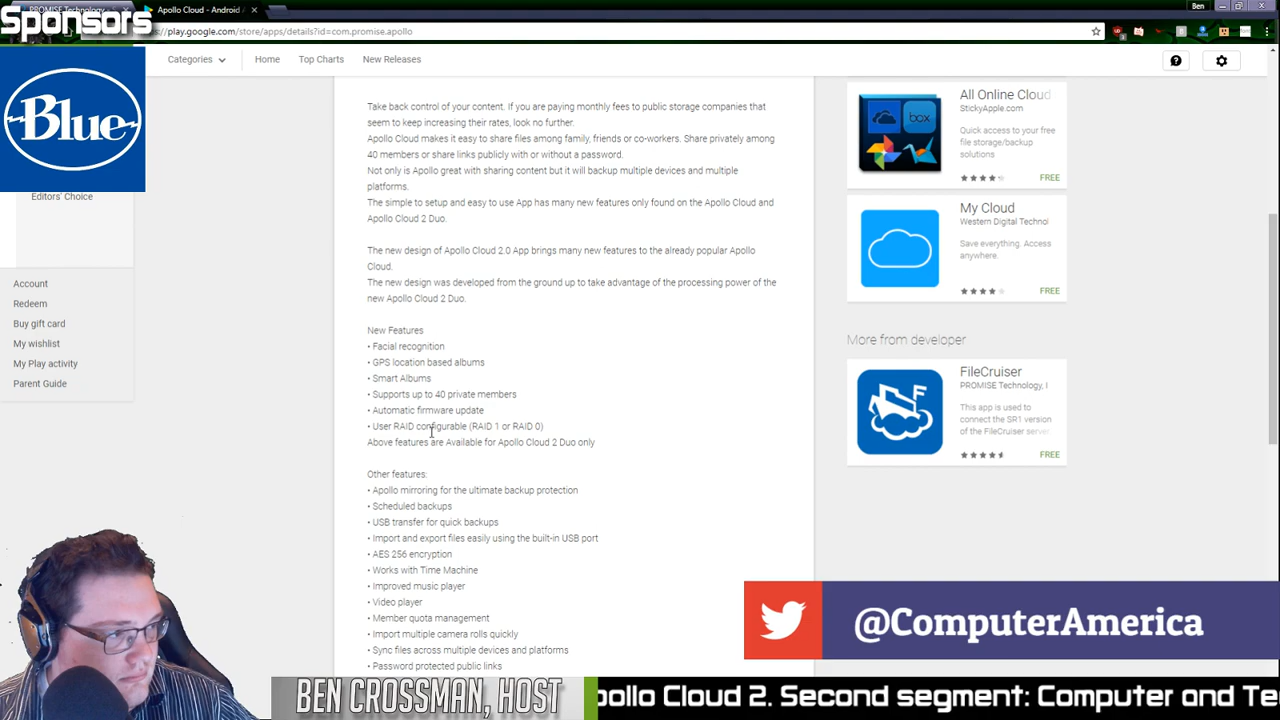 Sponsors
PROMISE Technology
Apollo Cloud - Android
Ben
play.google.com/store/apps/details?id=com.promise.apollo
Categories
Home
Top Charts
New Releases
Blue
Editors' Choice
Account
Redeem
Buy gift card
My wishlist
My Play activity
Parent Guide
Take back control of your content. If you are paying monthly fees to public storage companies that
seem to keep increasing their rates, look no further.
Apollo Cloud makes it easy to share files among family, friends or co-workers. Share privately among
40 members or share links publicly with or without a password.
Not only is Apollo great with sharing content but it will backup multiple devices and multiple
platforms.
The simple to setup and easy to use App has many new features only found on the Apollo Cloud and
Apollo Cloud 2 Duo.
The new design of Apollo Cloud 2.0 App brings many new features to the already popular Apollo
Cloud.
The new design was developed from the ground up to take advantage of the processing power of the
new Apollo Cloud 2 Duo.
New Features
• Facial recognition
• GPS location based albums
• Smart Albums
• Supports up to 40 private members
• Automatic firmware update
• User RAID configurable (RAID 1 or RAID 0)
Above features are Available for Apollo Cloud 2 Duo only
Other features:
• Apollo mirroring for the ultimate backup protection
• Scheduled backups
• USB transfer for quick backups
• Import and export files easily using the built-in USB port
• AES 256 encryption
• Works with Time Machine
• Improved music player
• Video player
• Member quota management
• Import multiple camera rolls quickly
• Sync files across multiple devices and platforms
• Password protected public links
All Online Cloud
StickyApple.com
Quick access to your free
file storage/backup
solutions
FREE
box
My Cloud
Western Digital Technol
Save everything. Access
anywhere.
FREE
More from developer
FileCruiser
PROMISE Technology, I
This app is used to
connect the SR1 version
of the FileCruiser server.
FREE
@ComputerAmerica
BEN CROSSMAN, HOST
pollo Cloud 2. Second segment: Computer and Te